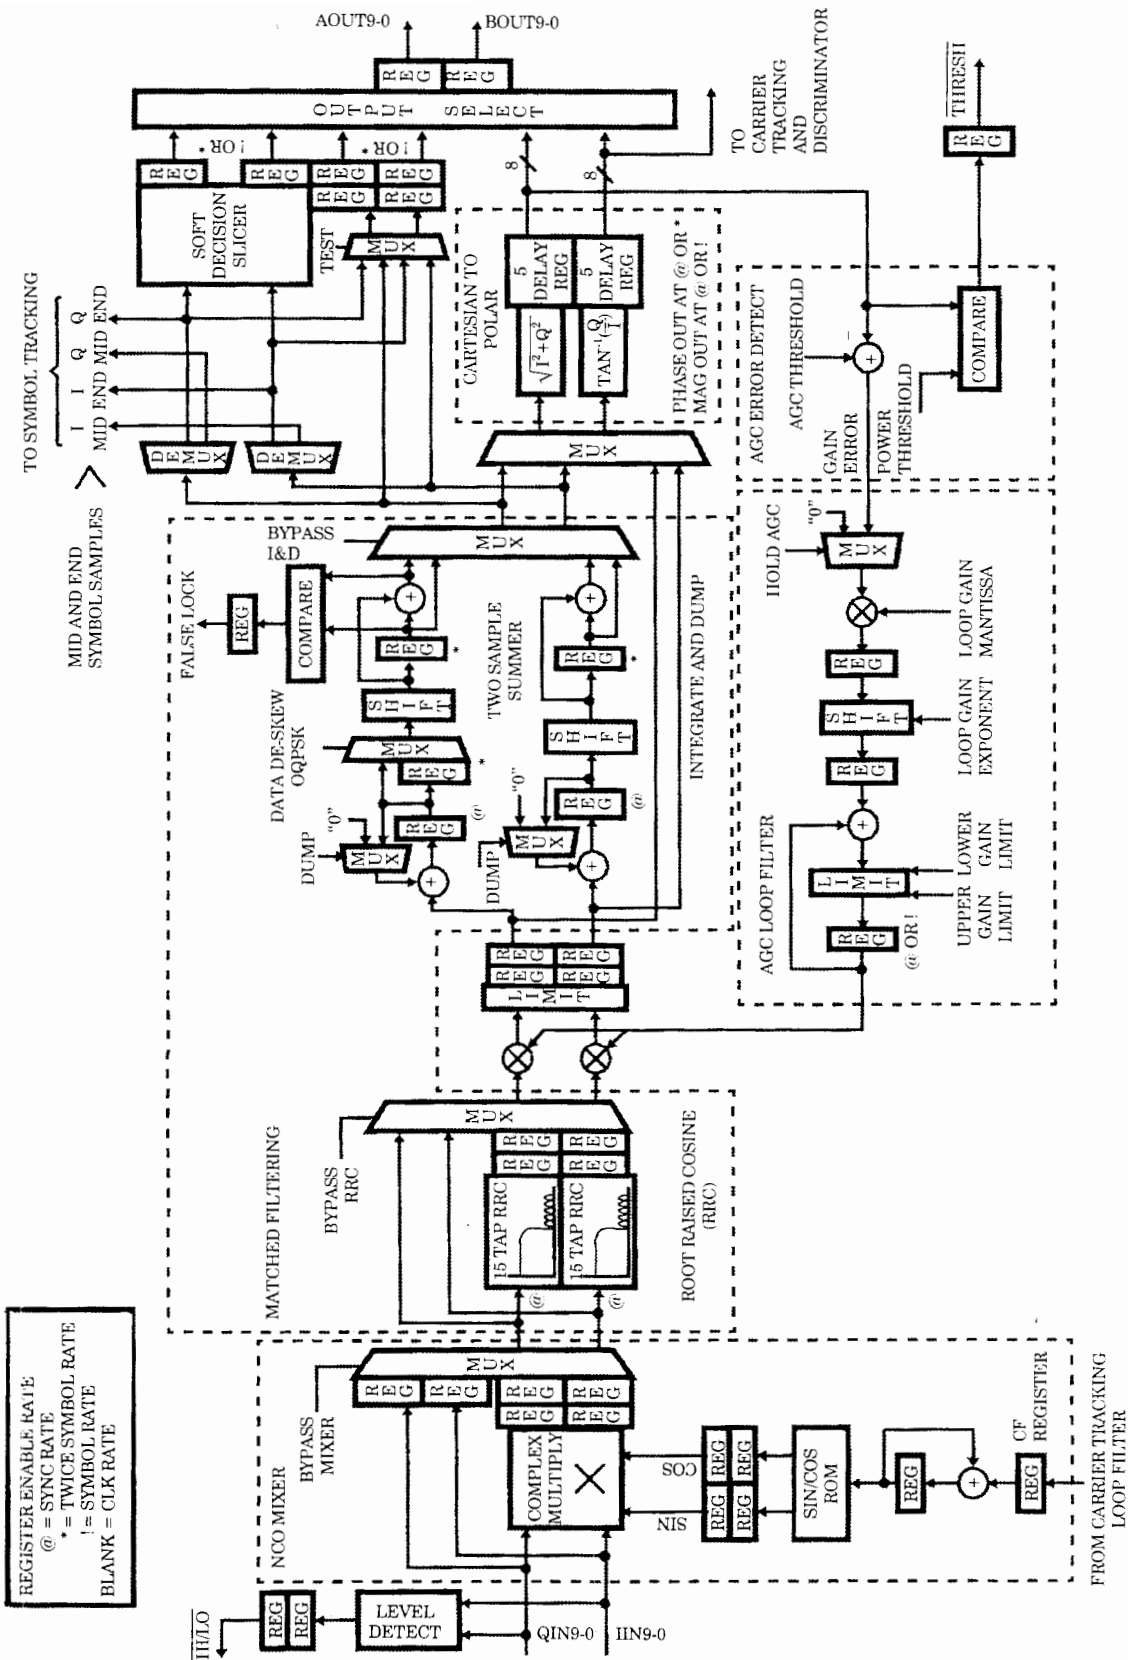 REGISTER ENABLE RATE
@ = SYNC RATE
* = TWICE SYMBOL RATE
! = SYMBOL RATE
BLANK = CLK RATE
HI/LO
REG
REG
LEVEL
DETECT
QIN9-0
IIN9-0
NCO MIXER
BYPASS
MIXER
REG
REG
COMPLEX
MULTIPLY
REG
REG
REG
REG
MUX
SIN
COS
REG
REG
REG
REG
SIN/COS
ROM
REG
+
REG
CF
REGISTER
FROM CARRIER TRACKING
LOOP FILTER
MATCHED FILTERING
BYPASS
RRC
@
@
15 TAP RRC
15 TAP RRC
REG
REG
REG
REG
MUX
ROOT RAISED COSINE
(RRC)
LIMIT
REG
REG
REG
REG
DUMP
"0"
MUX
+
REG
@
DATA DE-SKEW
OQPSK
REG
*
MUX
SHIFT
REG
*
+
FALSE LOCK
REG
COMPARE
BYPASS
I&D
MUX
DUMP
"0"
MUX
+
REG
@
SHIFT
TWO SAMPLE
SUMMER
REG
*
+
INTEGRATE AND DUMP
MID AND END
SYMBOL SAMPLES
TO SYMBOL TRACKING
I I Q Q
MID END MID END
DEMUX
DEMUX
SOFT
DECISION
SLICER
REG
REG
! OR *
TEST
MUX
REG
REG
REG
REG
! OR *
MUX
CARTESIAN TO
POLAR
√I²+Q²
TAN⁻¹(Q/I)
5
DELAY
REG
5
DELAY
REG
PHASE OUT AT @ OR *
MAG OUT AT @ OR !
8
8
OUTPUT SELECT
REG
REG
AOUT9-0
BOUT9-0
TO
CARRIER
TRACKING
AND
DISCRIMINATOR
AGC ERROR DETECT
AGC THRESHOLD
−
+
GAIN
ERROR
POWER
THRESHOLD
COMPARE
REG
THRESH
AGC LOOP FILTER
HOLD AGC
"0"
MUX
LOOP GAIN
MANTISSA
REG
SHIFT
LOOP GAIN
EXPONENT
REG
+
LIMIT
LOWER
GAIN
LIMIT
UPPER
GAIN
LIMIT
REG
@ OR !